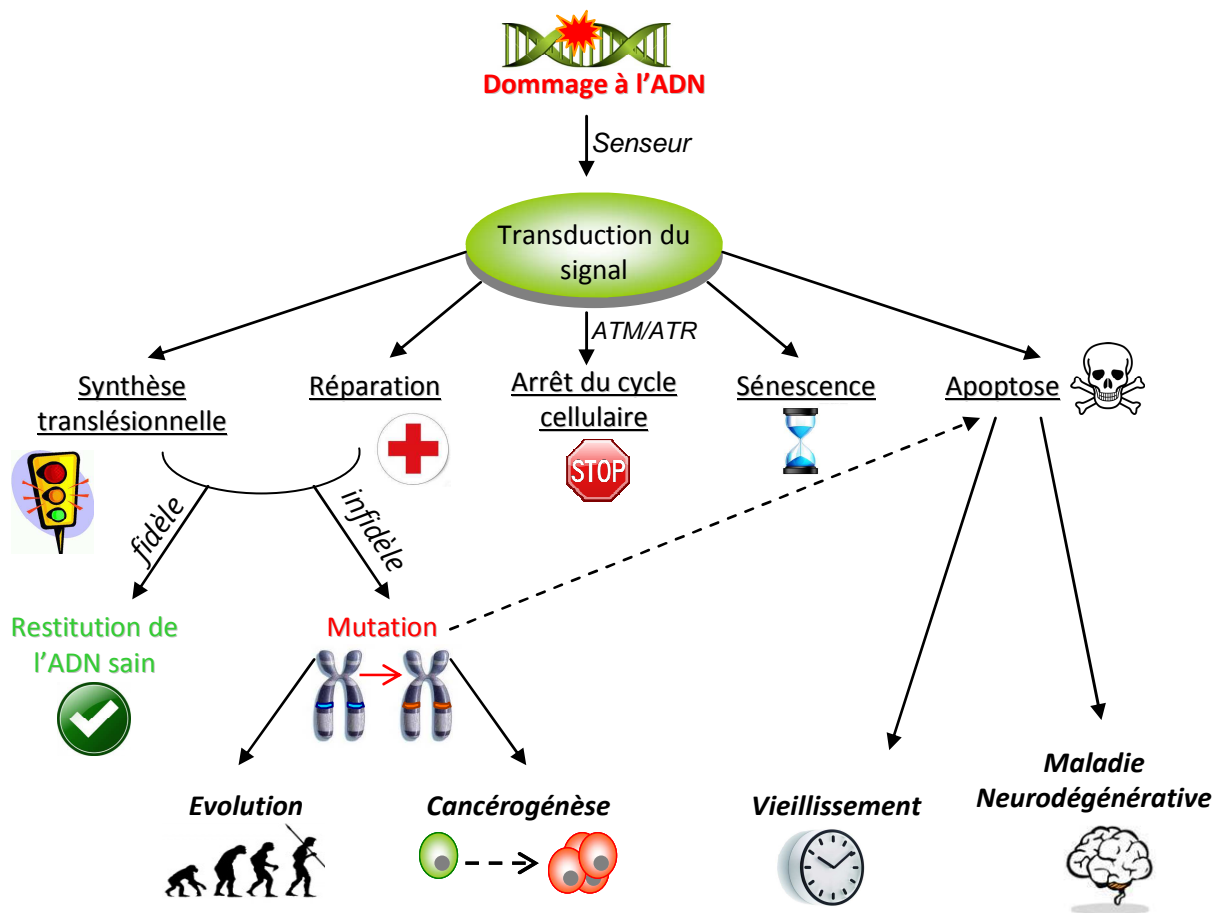 Dommage à l'ADN
Senseur
Transduction du
signal
ATM/ATR
Synthèse
translésionnelle
Réparation
Arrêt du cycle
cellulaire
Sénescence
Apoptose
STOP
fidèle
infidèle
Restitution de
l'ADN sain
Mutation
Evolution
Cancérogénèse
Vieillissement
Maladie
Neurodégénérative